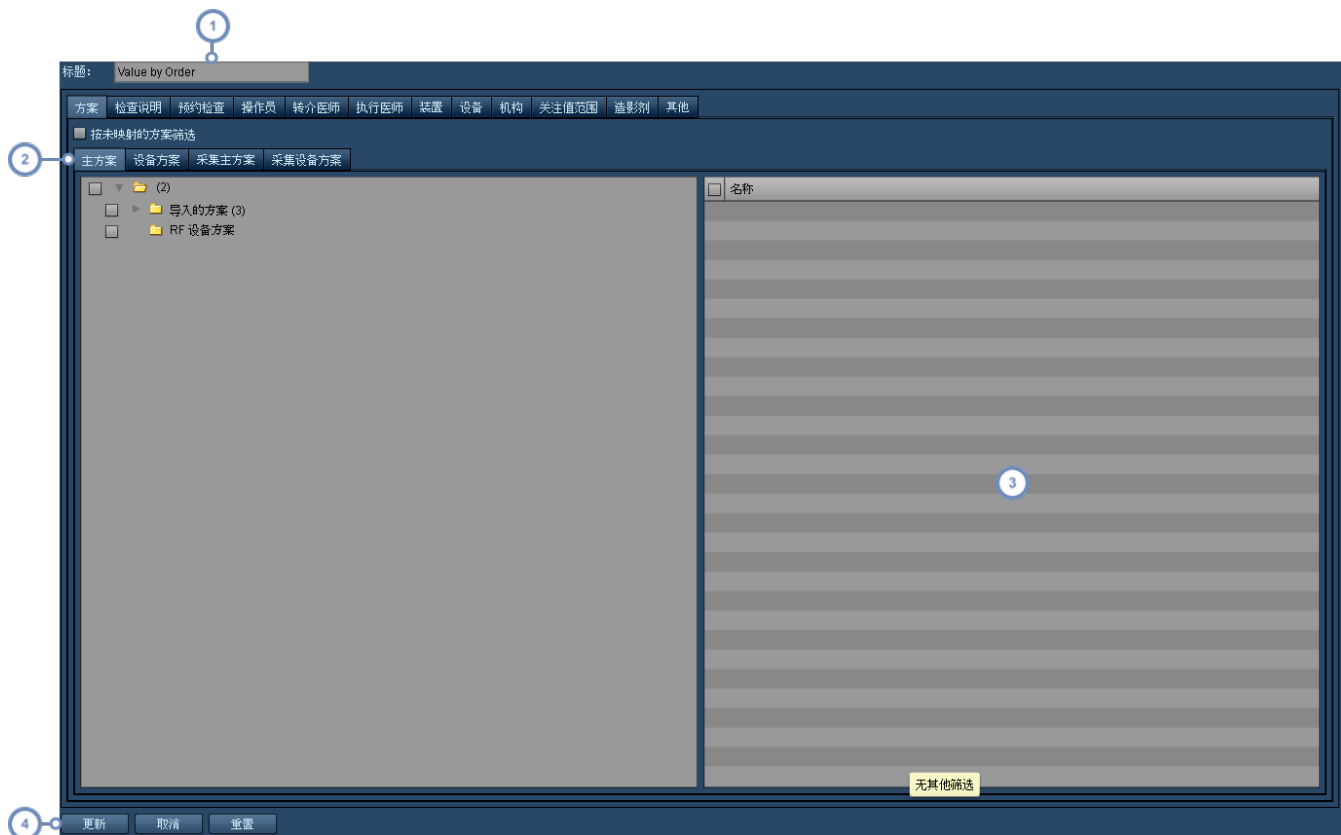 1
标题： Value by Order
方案 检查说明 预约检查 操作员 转介医师 执行医师 装置 设备 机构 关注值范围 造影剂 其他
按未映射的方案筛选
2
主方案 设备方案 采集主方案 采集设备方案
(2)
名称
导入的方案 (3)
RF 设备方案
3
无其他筛选
4
更新 取消 重置